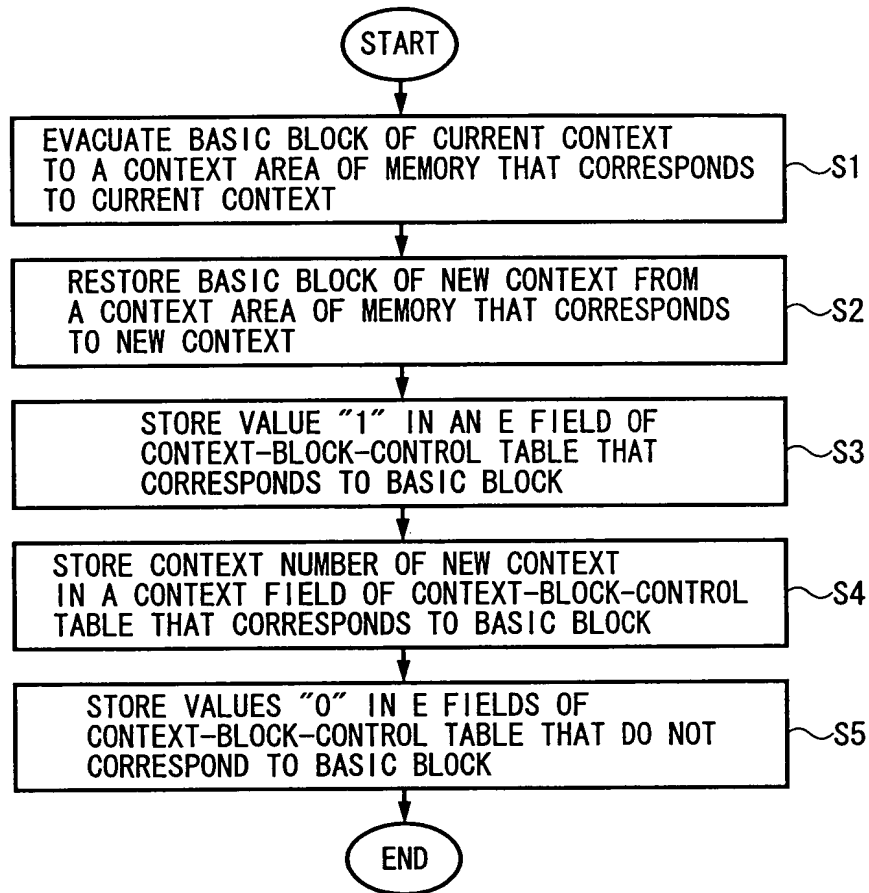 START
EVACUATE BASIC BLOCK OF CURRENT CONTEXT
TO A CONTEXT AREA OF MEMORY THAT CORRESPONDS
TO CURRENT CONTEXT
S1
RESTORE BASIC BLOCK OF NEW CONTEXT FROM
A CONTEXT AREA OF MEMORY THAT CORRESPONDS
TO NEW CONTEXT
S2
STORE VALUE "1" IN AN E FIELD OF
CONTEXT-BLOCK-CONTROL TABLE THAT
CORRESPONDS TO BASIC BLOCK
S3
STORE CONTEXT NUMBER OF NEW CONTEXT
IN A CONTEXT FIELD OF CONTEXT-BLOCK-CONTROL
TABLE THAT CORRESPONDS TO BASIC BLOCK
S4
STORE VALUES "0" IN E FIELDS OF
CONTEXT-BLOCK-CONTROL TABLE THAT DO NOT
CORRESPOND TO BASIC BLOCK
S5
END